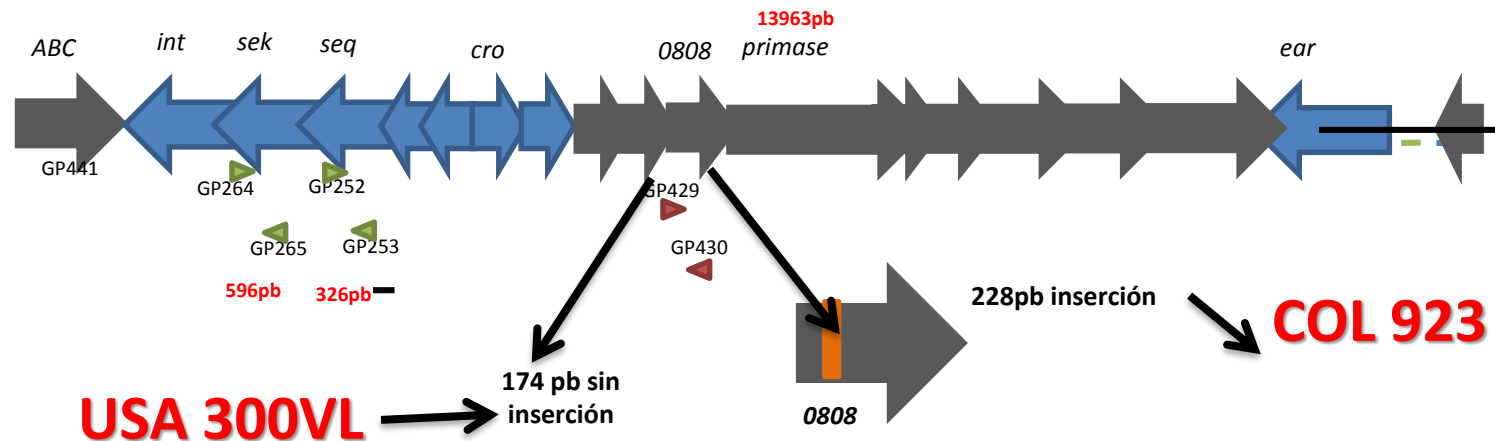 13963pb
ABC int sek seq cro 0808 primase ear
GP441
GP264
GP252
GP429
GP265
GP253
GP430
596pb
326pb
228pb inserción
COL 923
174 pb sin
inserción
USA 300VL
0808